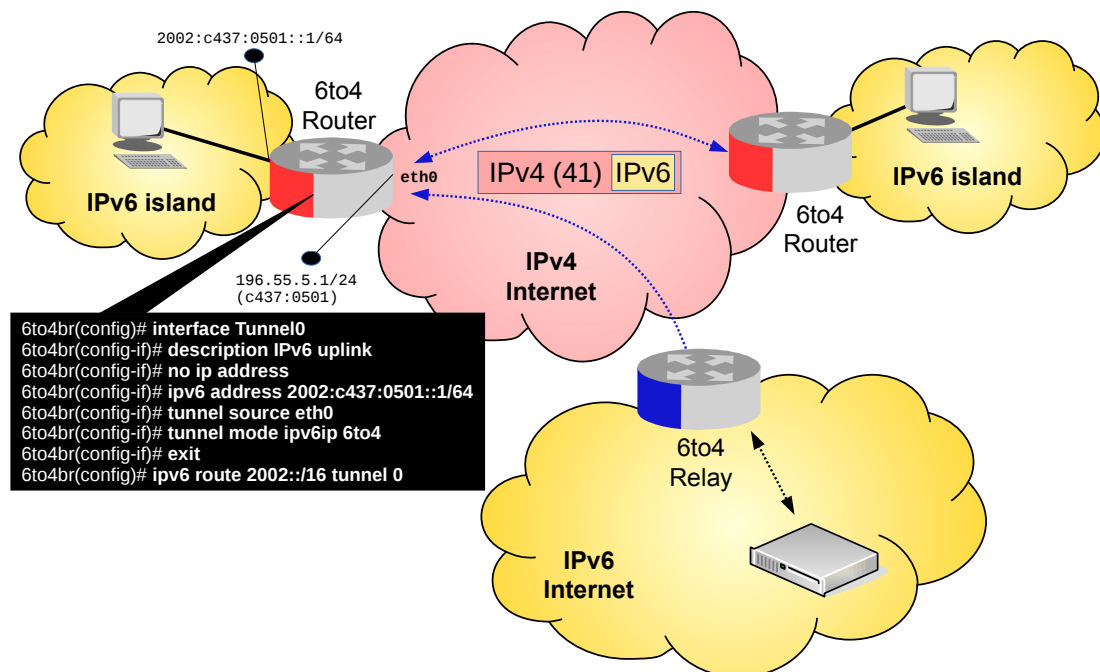 2002:c437:0501::1/64
6to4
Router
IPv6 island
eth0
IPv4 (41) IPv6
IPv6 island
6to4
Router
196.55.5.1/24
(c437:0501)
IPv4
Internet
6to4br(config)# interface Tunnel0
6to4br(config-if)# description IPv6 uplink
6to4br(config-if)# no ip address
6to4br(config-if)# ipv6 address 2002:c437:0501::1/64
6to4br(config-if)# tunnel source eth0
6to4br(config-if)# tunnel mode ipv6ip 6to4
6to4br(config-if)# exit
6to4br(config)# ipv6 route 2002::/16 tunnel 0
6to4
Relay
IPv6
Internet